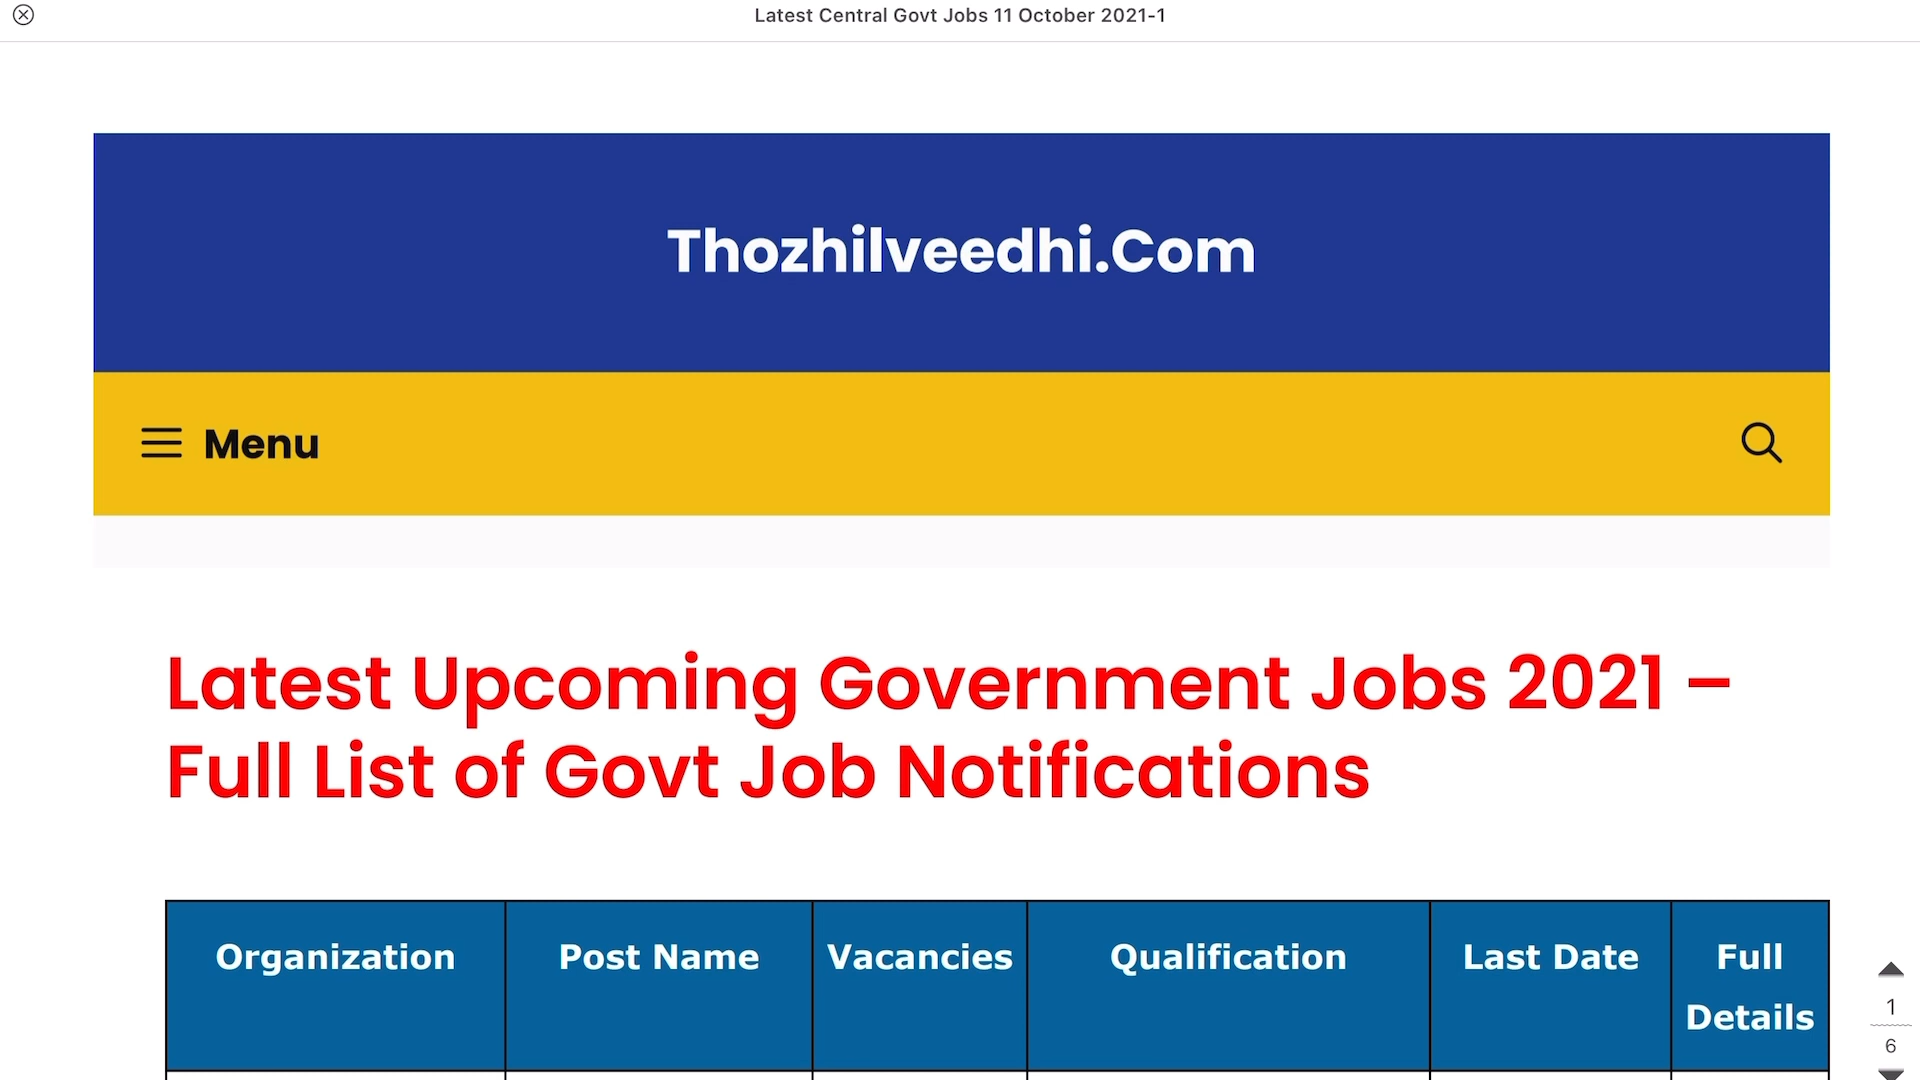 Latest Central Govt Jobs 11 October 2021-1
Thozhilveedhi.Com
Menu
Latest Upcoming Government Jobs 2021 –
Full List of Govt Job Notifications
Organization Post Name Vacancies Qualification Last Date Full Details
1
6